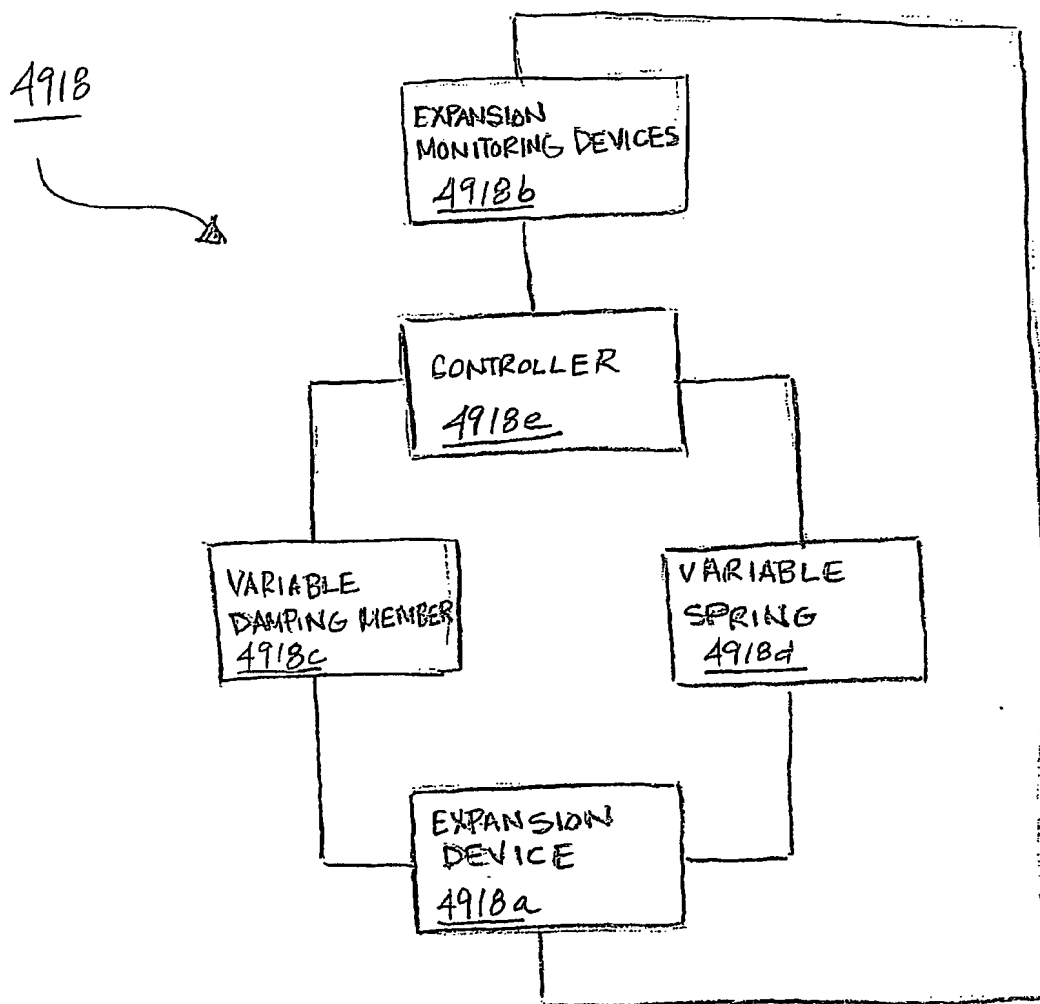 4918
EXPANSION
MONITORING DEVICES
4918b
CONTROLLER
4918e
VARIABLE
DAMPING MEMBER
4918c
VARIABLE
SPRING
4918d
EXPANSION
DEVICE
4918a